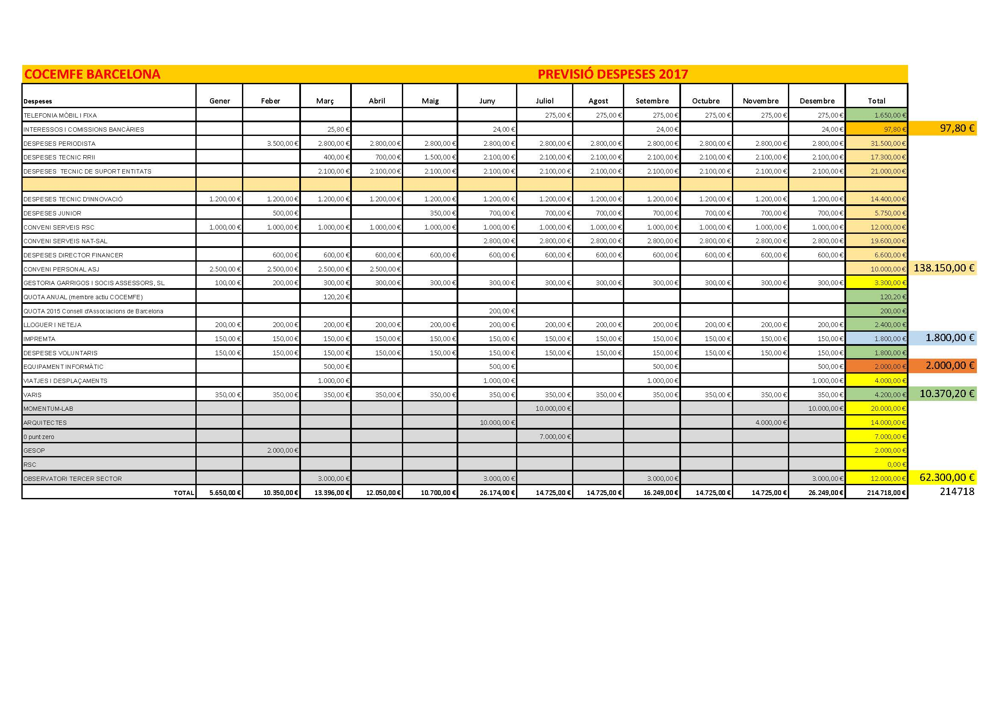 COCEMFE BARCELONA PREVISIÓ DESPESES 2017
Despeses Gener Feber Març Abril Maig Juny Juliol Agost Setembre Octubre Novembre Desembre Total
TELEFONIA MÒBIL I FIXA 275,00 € 275,00 € 275,00 € 275,00 € 275,00 € 275,00 € 1.650,00 €
INTERESSOS I COMISSIONS BANCÀRIES 25,80 € 24,00 € 24,00 € 24,00 € 97,80 € 97,80 €
DESPESES PERIODISTA 3.500,00 € 2.800,00 € 2.800,00 € 2.800,00 € 2.800,00 € 2.800,00 € 2.800,00 € 2.800,00 € 2.800,00 € 2.800,00 € 2.800,00 € 31.500,00 €
DESPESES TECNIC RRII 400,00 € 700,00 € 1.500,00 € 2.100,00 € 2.100,00 € 2.100,00 € 2.100,00 € 2.100,00 € 2.100,00 € 2.100,00 € 17.300,00 €
DESPESES TECNIC DE SUPORT ENTITATS 2.100,00 € 2.100,00 € 2.100,00 € 2.100,00 € 2.100,00 € 2.100,00 € 2.100,00 € 2.100,00 € 2.100,00 € 2.100,00 € 21.000,00 €
DESPESES TECNIC D'INNOVACIÓ 1.200,00 € 1.200,00 € 1.200,00 € 1.200,00 € 1.200,00 € 1.200,00 € 1.200,00 € 1.200,00 € 1.200,00 € 1.200,00 € 1.200,00 € 1.200,00 € 14.400,00 €
DESPESES JUNIOR 500,00 € 350,00 € 700,00 € 700,00 € 700,00 € 700,00 € 700,00 € 700,00 € 700,00 € 5.750,00 €
CONVENI SERVEIS RSC 1.000,00 € 1.000,00 € 1.000,00 € 1.000,00 € 1.000,00 € 1.000,00 € 1.000,00 € 1.000,00 € 1.000,00 € 1.000,00 € 1.000,00 € 1.000,00 € 12.000,00 €
CONVENI SERVEIS NAT-SAL 2.800,00 € 2.800,00 € 2.800,00 € 2.800,00 € 2.800,00 € 2.800,00 € 2.800,00 € 19.600,00 €
DESPESES DIRECTOR FINANCER 600,00 € 600,00 € 600,00 € 600,00 € 600,00 € 600,00 € 600,00 € 600,00 € 600,00 € 600,00 € 600,00 € 6.600,00 €
CONVENI PERSONAL ASJ 2.500,00 € 2.500,00 € 2.500,00 € 2.500,00 € 10.000,00 € 138.150,00 €
GESTORIA GARRIGOS I SOCIS ASSESSORS, SL 100,00 € 200,00 € 300,00 € 300,00 € 300,00 € 300,00 € 300,00 € 300,00 € 300,00 € 300,00 € 300,00 € 300,00 € 3.300,00 €
QUOTA ANUAL (membre actiu COCEMFE) 120,20 € 120,20 €
QUOTA 2015 Consell d'Associacions de Barcelona 200,00 € 200,00 €
LLOGUER I NETEJA 200,00 € 200,00 € 200,00 € 200,00 € 200,00 € 200,00 € 200,00 € 200,00 € 200,00 € 200,00 € 200,00 € 200,00 € 2.400,00 €
IMPREMTA 150,00 € 150,00 € 150,00 € 150,00 € 150,00 € 150,00 € 150,00 € 150,00 € 150,00 € 150,00 € 150,00 € 150,00 € 1.800,00 € 1.800,00 €
DESPESES VOLUNTARIS 150,00 € 150,00 € 150,00 € 150,00 € 150,00 € 150,00 € 150,00 € 150,00 € 150,00 € 150,00 € 150,00 € 150,00 € 1.800,00 €
EQUIPAMENT INFORMÀTIC 500,00 € 500,00 € 500,00 € 500,00 € 2.000,00 € 2.000,00 €
VIATJES I DESPLAÇAMENTS 1.000,00 € 1.000,00 € 1.000,00 € 1.000,00 € 4.000,00 €
VARIS 350,00 € 350,00 € 350,00 € 350,00 € 350,00 € 350,00 € 350,00 € 350,00 € 350,00 € 350,00 € 350,00 € 350,00 € 4.200,00 € 10.370,20 €
MOMENTUM-LAB 10.000,00 € 10.000,00 € 20.000,00 €
ARQUITECTES 10.000,00 € 4.000,00 € 14.000,00 €
0 punt·zero 7.000,00 € 7.000,00 €
GESOP 2.000,00 € 2.000,00 €
RSC 0,00 €
OBSERVATORI TERCER SECTOR 3.000,00 € 3.000,00 € 3.000,00 € 3.000,00 € 12.000,00 € 62.300,00 €
TOTAL 5.650,00 € 10.350,00 € 13.396,00 € 12.050,00 € 10.700,00 € 26.174,00 € 14.725,00 € 14.725,00 € 16.249,00 € 14.725,00 € 14.725,00 € 26.249,00 € 214.718,00 € 214718